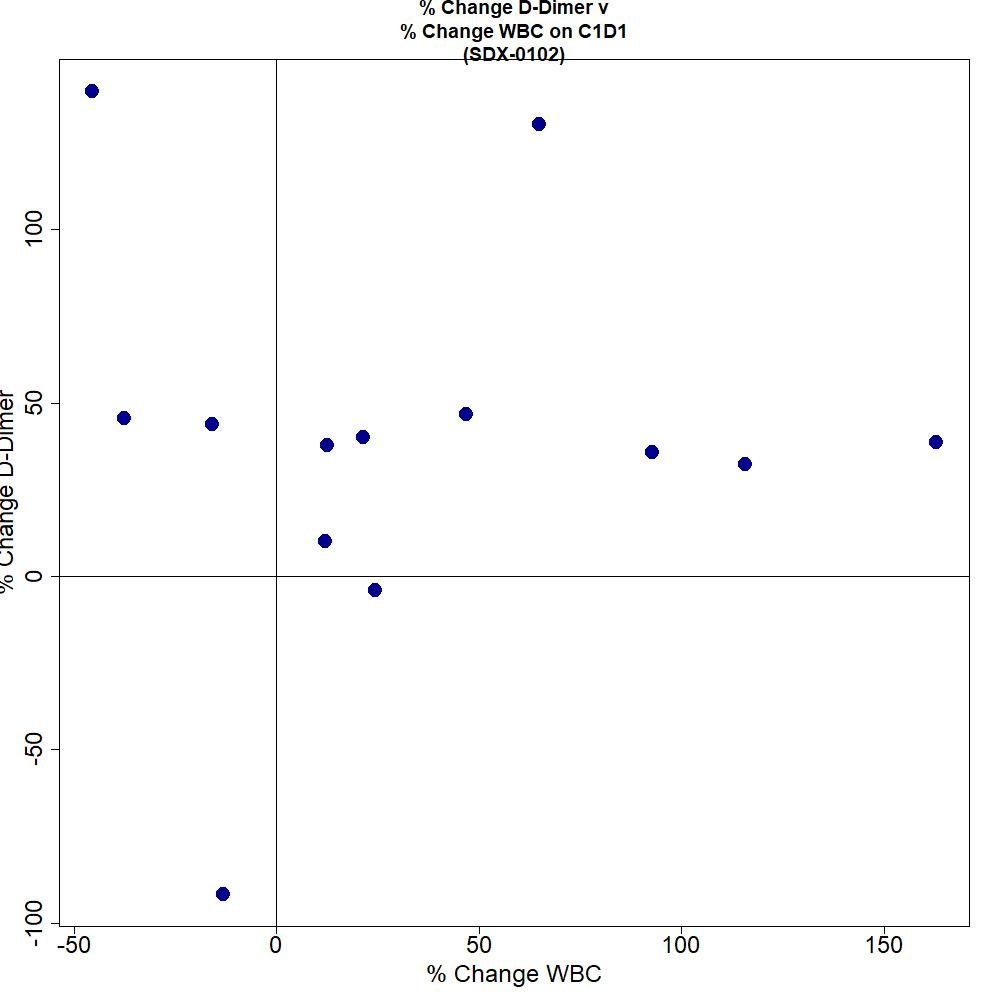 % Change D-Dimer v
% Change WBC on C1D1
(SDX-0102)
% Change D-Dimer
100
50
0
-50
-100
-50
0
50
100
150
% Change WBC